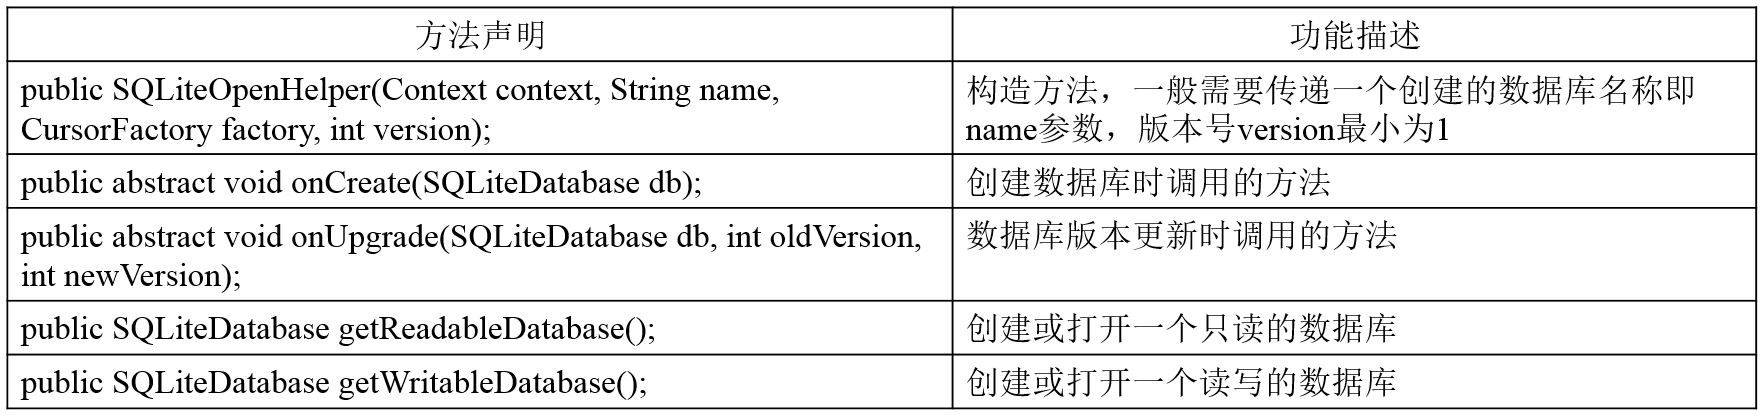 方法声明
功能描述
public SQLiteOpenHelper(Context context, String name,
CursorFactory factory, int version);
构造方法，一般需要传递一个创建的数据库名称即
name参数，版本号version最小为1
public abstract void onCreate(SQLiteDatabase db);
创建数据库时调用的方法
public abstract void onUpgrade(SQLiteDatabase db, int oldVersion,
int newVersion);
数据库版本更新时调用的方法
public SQLiteDatabase getReadableDatabase();
创建或打开一个只读的数据库
public SQLiteDatabase getWritableDatabase();
创建或打开一个读写的数据库